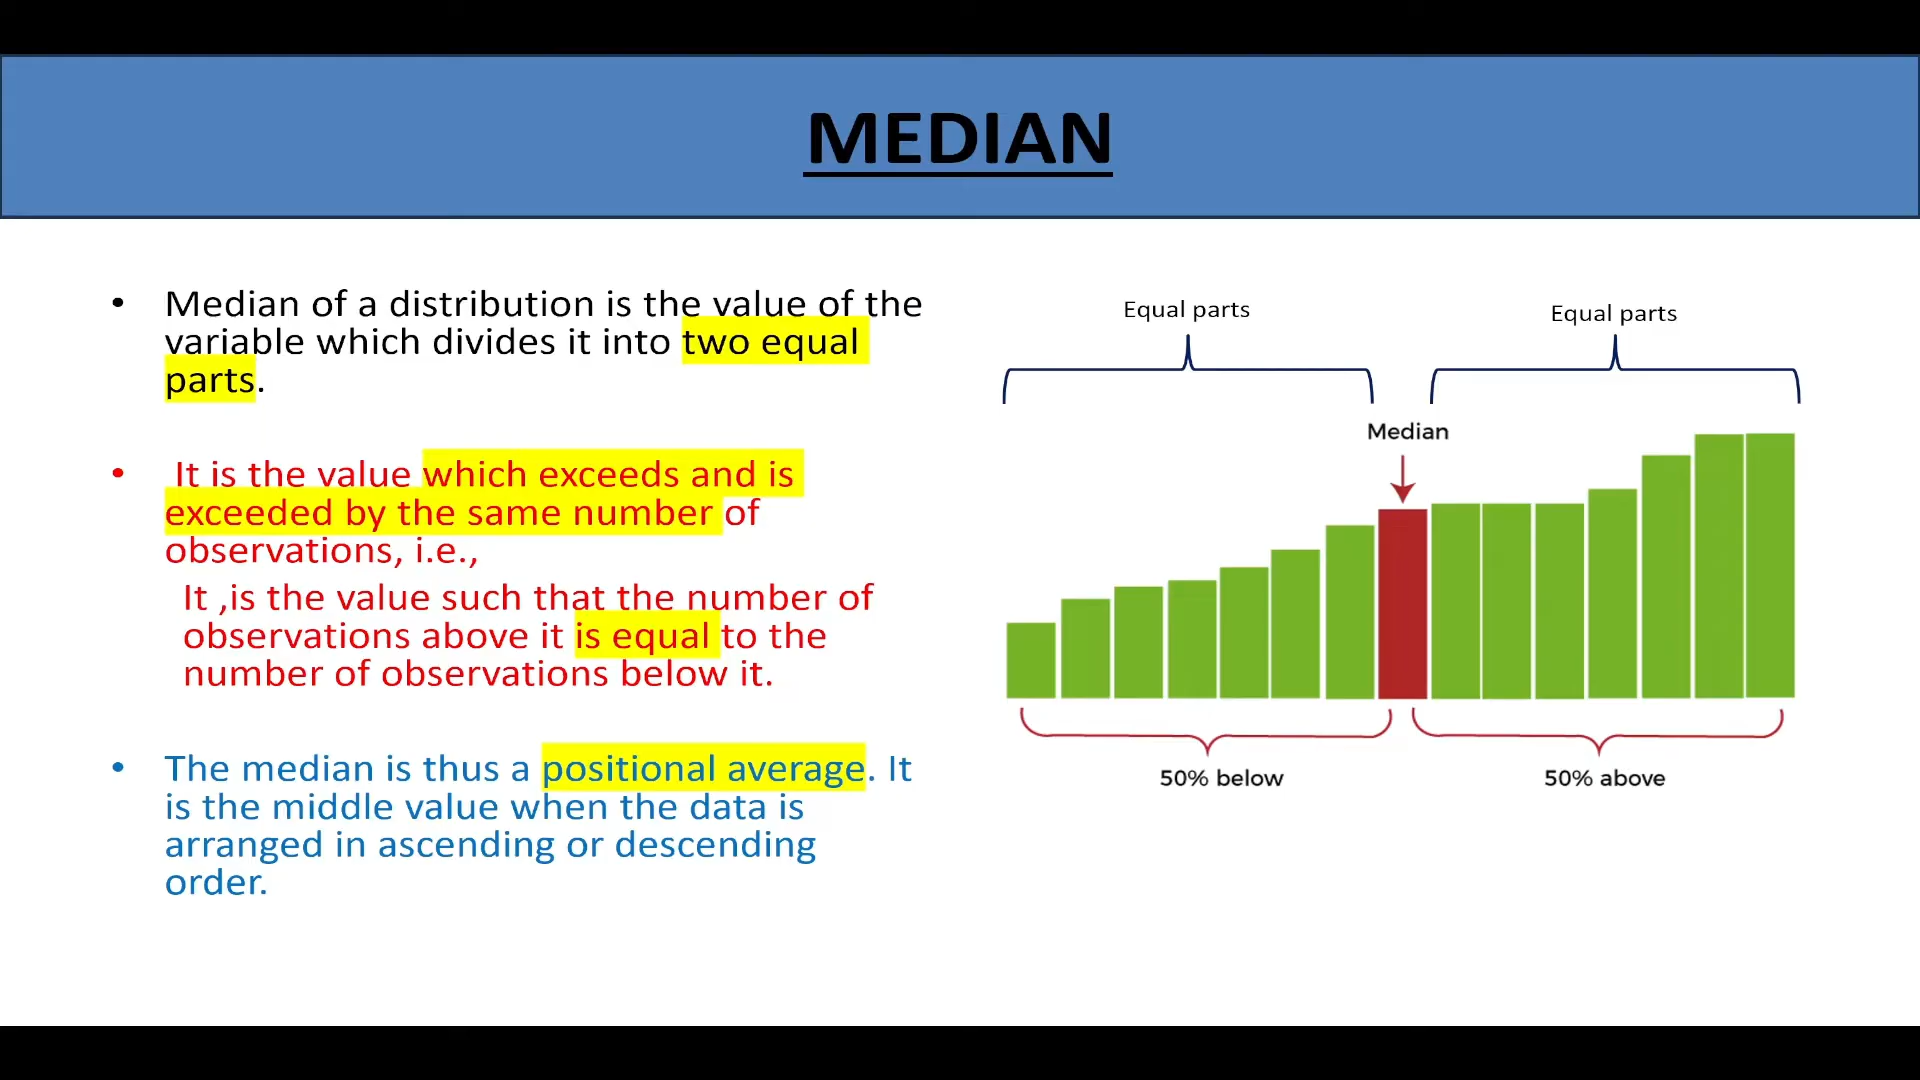 MEDIAN
• Median of a distribution is the value of the
variable which divides it into two equal
parts.
• It is the value which exceeds and is
exceeded by the same number of
observations, i.e.,
It ,is the value such that the number of
observations above it is equal to the
number of observations below it.
• The median is thus a positional average. It
is the middle value when the data is
arranged in ascending or descending
order.
Equal parts
Equal parts
Median
50% below
50% above